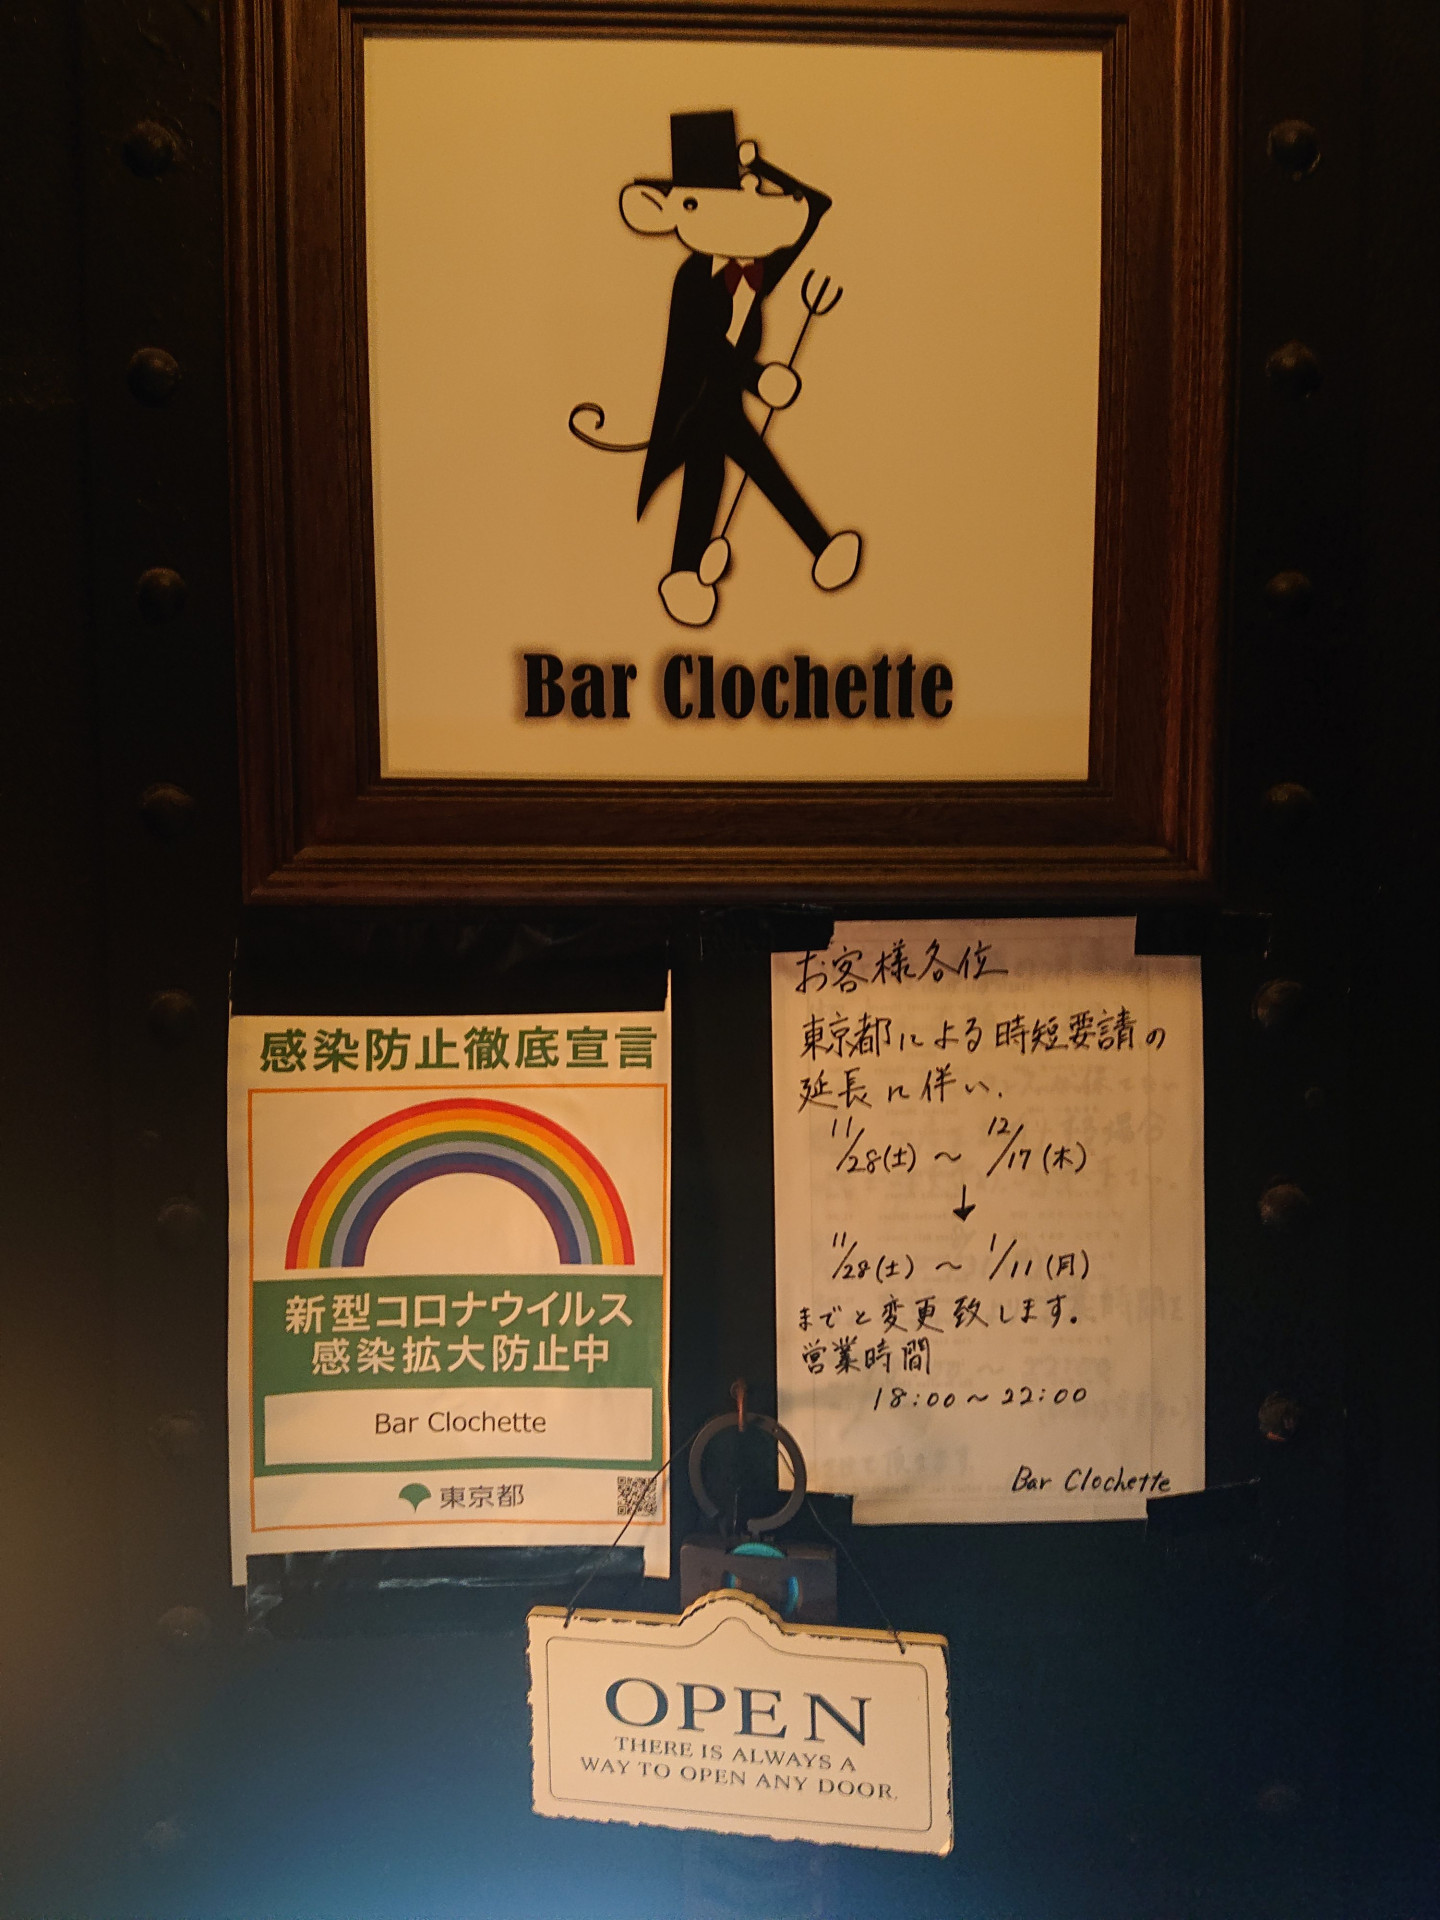 Bar Clochette
感染防止徹底宣言
新型コロナウイルス
感染拡大防止中
Bar Clochette
東京都
お客様各位
東京都による時短要請の
延長に伴い、
11/28(土) ~ 12/17(木)
↓
11/28(土) ~ 1/11(月)
までと変更致します。
営業時間
18:00~22:00
Bar Clochette
OPEN
THERE IS ALWAYS A
WAY TO OPEN ANY DOOR.